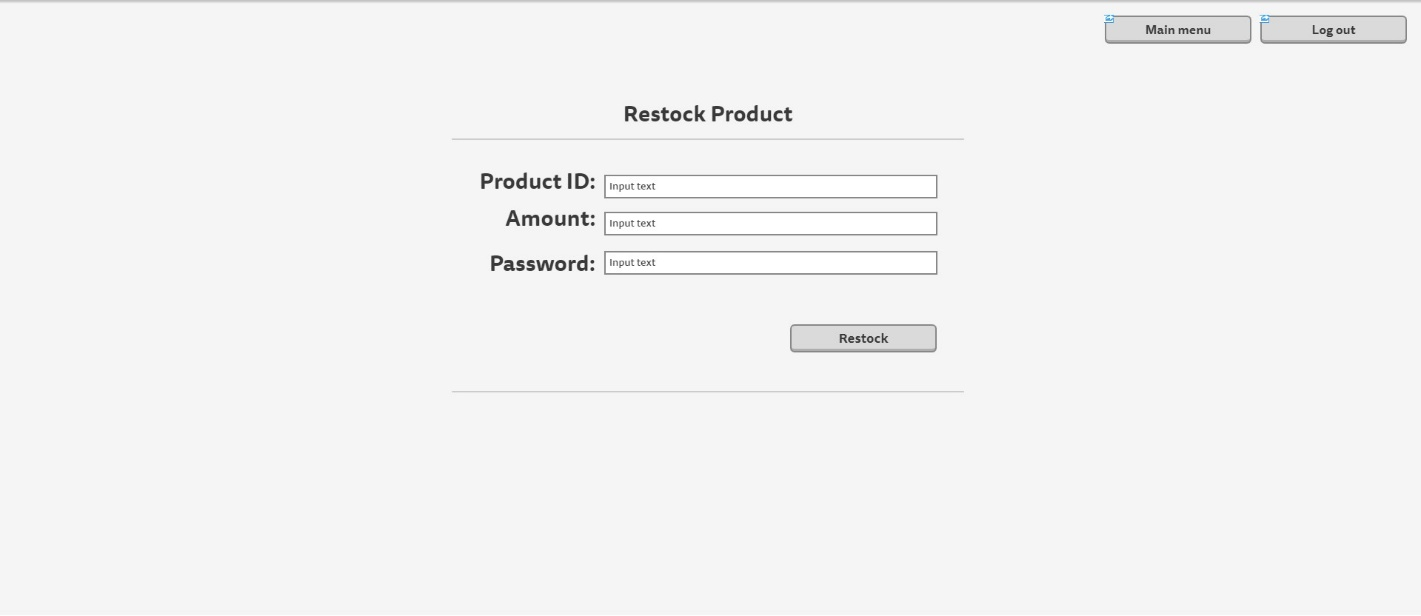 Main menu
Log out
Restock Product
Product ID: Input text
Amount: Input text
Password: Input text
Restock